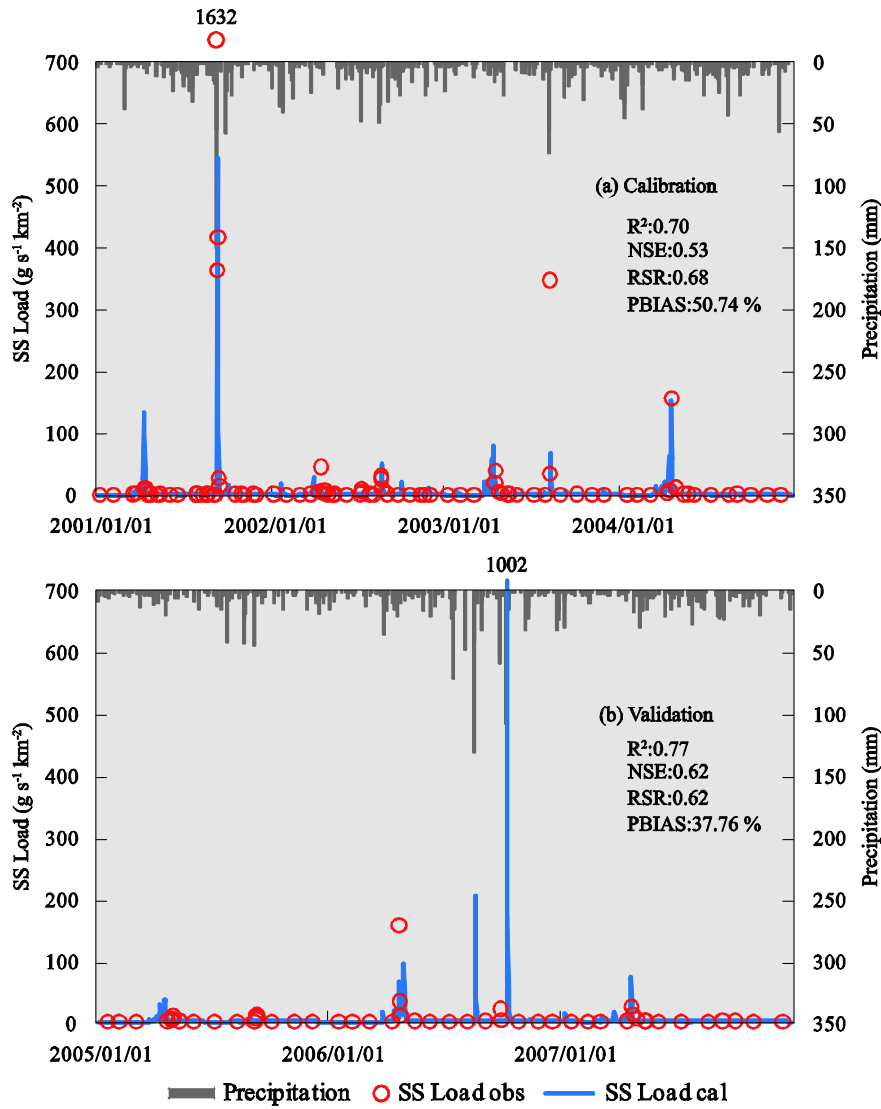 1632
700
600
500
400
300
200
100
0
SS Load (g s⁻¹ km⁻²)
0
50
100
150
200
250
300
350
Precipitation (mm)
(a) Calibration
R²:0.70
NSE:0.53
RSR:0.68
PBIAS:50.74 %
2001/01/01 2002/01/01 2003/01/01 2004/01/01
1002
700
600
500
400
300
200
100
0
SS Load (g s⁻¹ km⁻²)
0
50
100
150
200
250
300
350
Precipitation (mm)
(b) Validation
R²:0.77
NSE:0.62
RSR:0.62
PBIAS:37.76 %
2005/01/01 2006/01/01 2007/01/01
Precipitation SS Load obs SS Load cal